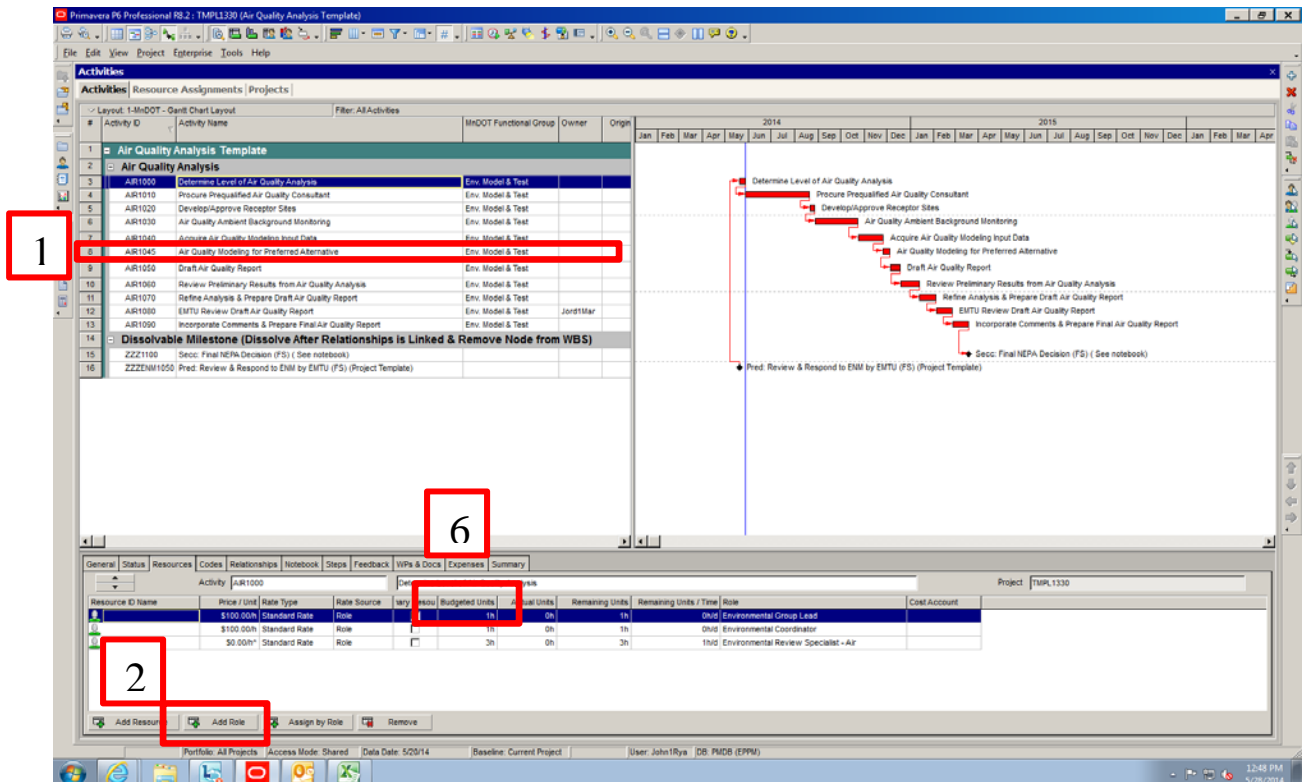 Primavera P6 Professional R8.2 : TMPL1330 (Air Quality Analysis Template)
File Edit View Project Enterprise Tools Help
Activities
Activities Resource Assignments Projects
Layout: 1-MnDOT - Gantt Chart Layout Filter: All Activities
# Activity ID Activity Name MnDOT Functional Group Owner Origin
2014 2015
Jan Feb Mar Apr May Jun Jul Aug Sep Oct Nov Dec Jan Feb Mar Apr May Jun Jul Aug Sep Oct Nov Dec Jan Feb Mar Apr
1 Air Quality Analysis Template
2 Air Quality Analysis
3 AIR1000 Determine Level of Air Quality Analysis Env. Model & Test Determine Level of Air Quality Analysis
4 AIR1010 Procure Prequalified Air Quality Consultant Env. Model & Test Procure Prequalified Air Quality Consultant
5 AIR1020 Develop/Approve Receptor Sites Env. Model & Test Develop/Approve Receptor Sites
6 AIR1030 Air Quality Ambient Background Monitoring Env. Model & Test Air Quality Ambient Background Monitoring
7 AIR1040 Acquire Air Quality Modeling Input Data Env. Model & Test Acquire Air Quality Modeling Input Data
1
8 AIR1045 Air Quality Modeling for Preferred Alternative Env. Model & Test Air Quality Modeling for Preferred Alternative
9 AIR1050 Draft Air Quality Report Env. Model & Test Draft Air Quality Report
10 AIR1060 Review Preliminary Results from Air Quality Analysis Env. Model & Test Review Preliminary Results from Air Quality Analysis
11 AIR1070 Refine Analysis & Prepare Draft Air Quality Report Env. Model & Test Refine Analysis & Prepare Draft Air Quality Report
12 AIR1080 EMTU Review Draft Air Quality Report Env. Model & Test Jord1Mar EMTU Review Draft Air Quality Report
13 AIR1090 Incorporate Comments & Prepare Final Air Quality Report Env. Model & Test Incorporate Comments & Prepare Final Air Quality Report
14 Dissolvable Milestone (Dissolve After Relationships is Linked & Remove Node from WBS)
15 ZZZ1100 Secc: Final NEPA Decision (FS) ( See notebook) Secc: Final NEPA Decision (FS) ( See notebook)
16 ZZZENM1050 Pred: Review & Respond to ENM by EMTU (FS) (Project Template) Pred: Review & Respond to ENM by EMTU (FS) (Project Template)
6
General Status Resources Codes Relationships Notebook Steps Feedback WPs & Docs Expenses Summary
Activity AIR1000 Project TMPL1330
Resource ID Name Price / Unit Rate Type Rate Source Budgeted Units Actual Units Remaining Units Remaining Units / Time Role Cost Account
$100.00/h Standard Rate Role 1h 0h 1h 0h/d Environmental Group Lead
$100.00/h Standard Rate Role 1h 0h 1h 0h/d Environmental Coordinator
$0.00/h* Standard Rate Role 3h 0h 3h 1h/d Environmental Review Specialist - Air
2
Add Resource Add Role Assign by Role Remove
Portfolio: All Projects Access Mode: Shared Data Date: 5/20/14 Baseline: Current Project User: John1Rya DB: PMDB (EPPM)
12:48 PM
5/28/2014